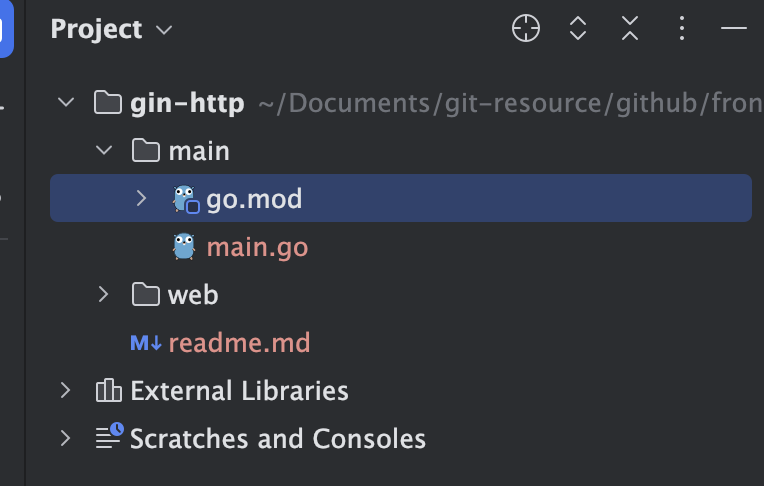 Project
gin-http ~/Documents/git-resource/github/fron
main
go.mod
main.go
web
M↓ readme.md
External Libraries
Scratches and Consoles